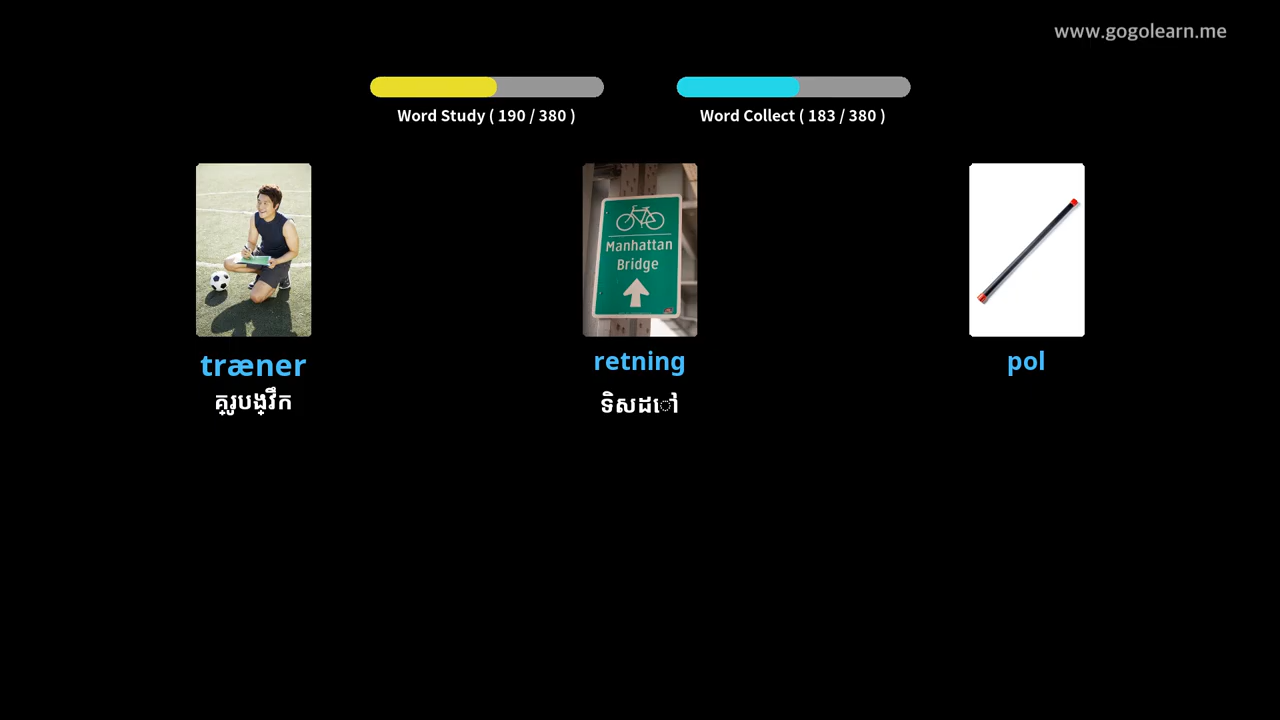 www.gogolearn.me
Word Study ( 190 / 380 )
Word Collect ( 183 / 380 )
Manhattan
Bridge
træner
retning
pol
គ្រូបង្វឹក
ទិសដៅ